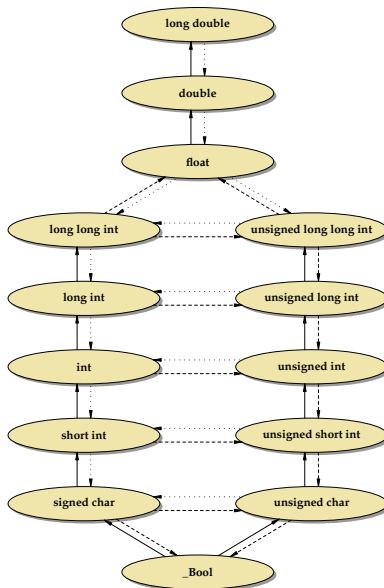 long double
double
float
long long int
unsigned long long int
long int
unsigned long int
int
unsigned int
short int
unsigned short int
signed char
unsigned char
_Bool